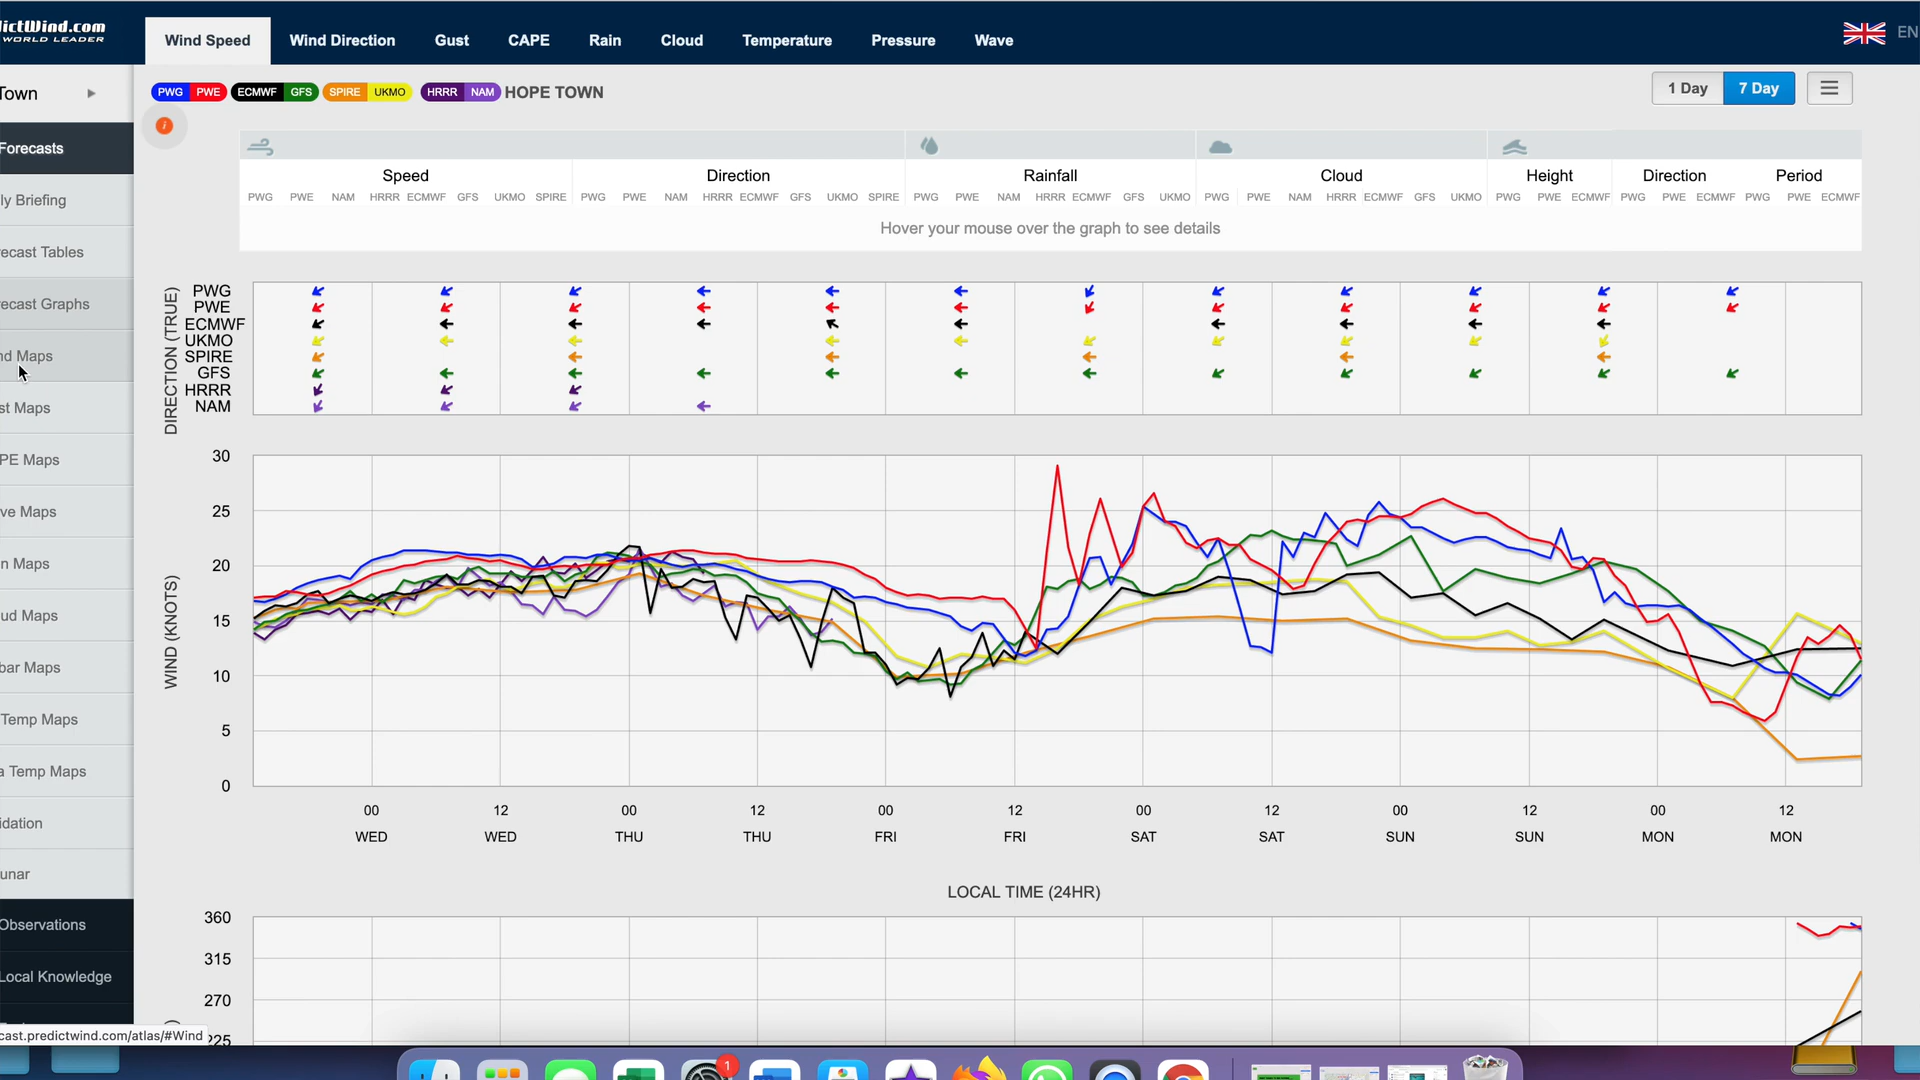 ictWind.com
WORLD LEADER
Wind Speed Wind Direction Gust CAPE Rain Cloud Temperature Pressure Wave
EN
Town
PWG PWE ECMWF GFS SPIRE UKMO HRRR NAM HOPE TOWN
1 Day 7 Day
Forecasts
ly Briefing
ecast Tables
ecast Graphs
nd Maps
st Maps
PE Maps
ve Maps
n Maps
ud Maps
bar Maps
Temp Maps
a Temp Maps
idation
unar
Observations
Local Knowledge
cast.predictwind.com/atlas/#Wind
Speed Direction Rainfall Cloud Height Direction Period
PWG PWE NAM HRRR ECMWF GFS UKMO SPIRE PWG PWE NAM HRRR ECMWF GFS UKMO SPIRE PWG PWE NAM HRRR ECMWF GFS UKMO PWG PWE NAM HRRR ECMWF GFS UKMO PWG PWE ECMWF PWG PWE ECMWF PWG PWE ECMWF
Hover your mouse over the graph to see details
DIRECTION (TRUE)
PWG
PWE
ECMWF
UKMO
SPIRE
GFS
HRRR
NAM
WIND (KNOTS)
30
25
20
15
10
5
0
00 12 00 12 00 12 00 12 00 12 00 12
WED WED THU THU FRI FRI SAT SAT SUN SUN MON MON
LOCAL TIME (24HR)
360
315
270
225
1